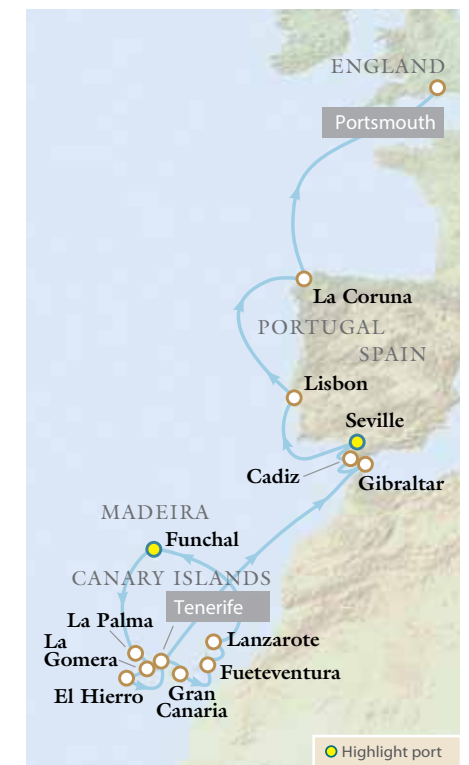 ENGLAND
Portsmouth
La Coruna
PORTUGAL
SPAIN
Lisbon
Seville
Cadiz
Gibraltar
MADEIRA
Funchal
CANARY ISLANDS
Tenerife
La Palma
La
Gomera
Lanzarote
Fueteventura
El Hierro
Gran
Canaria
Highlight port